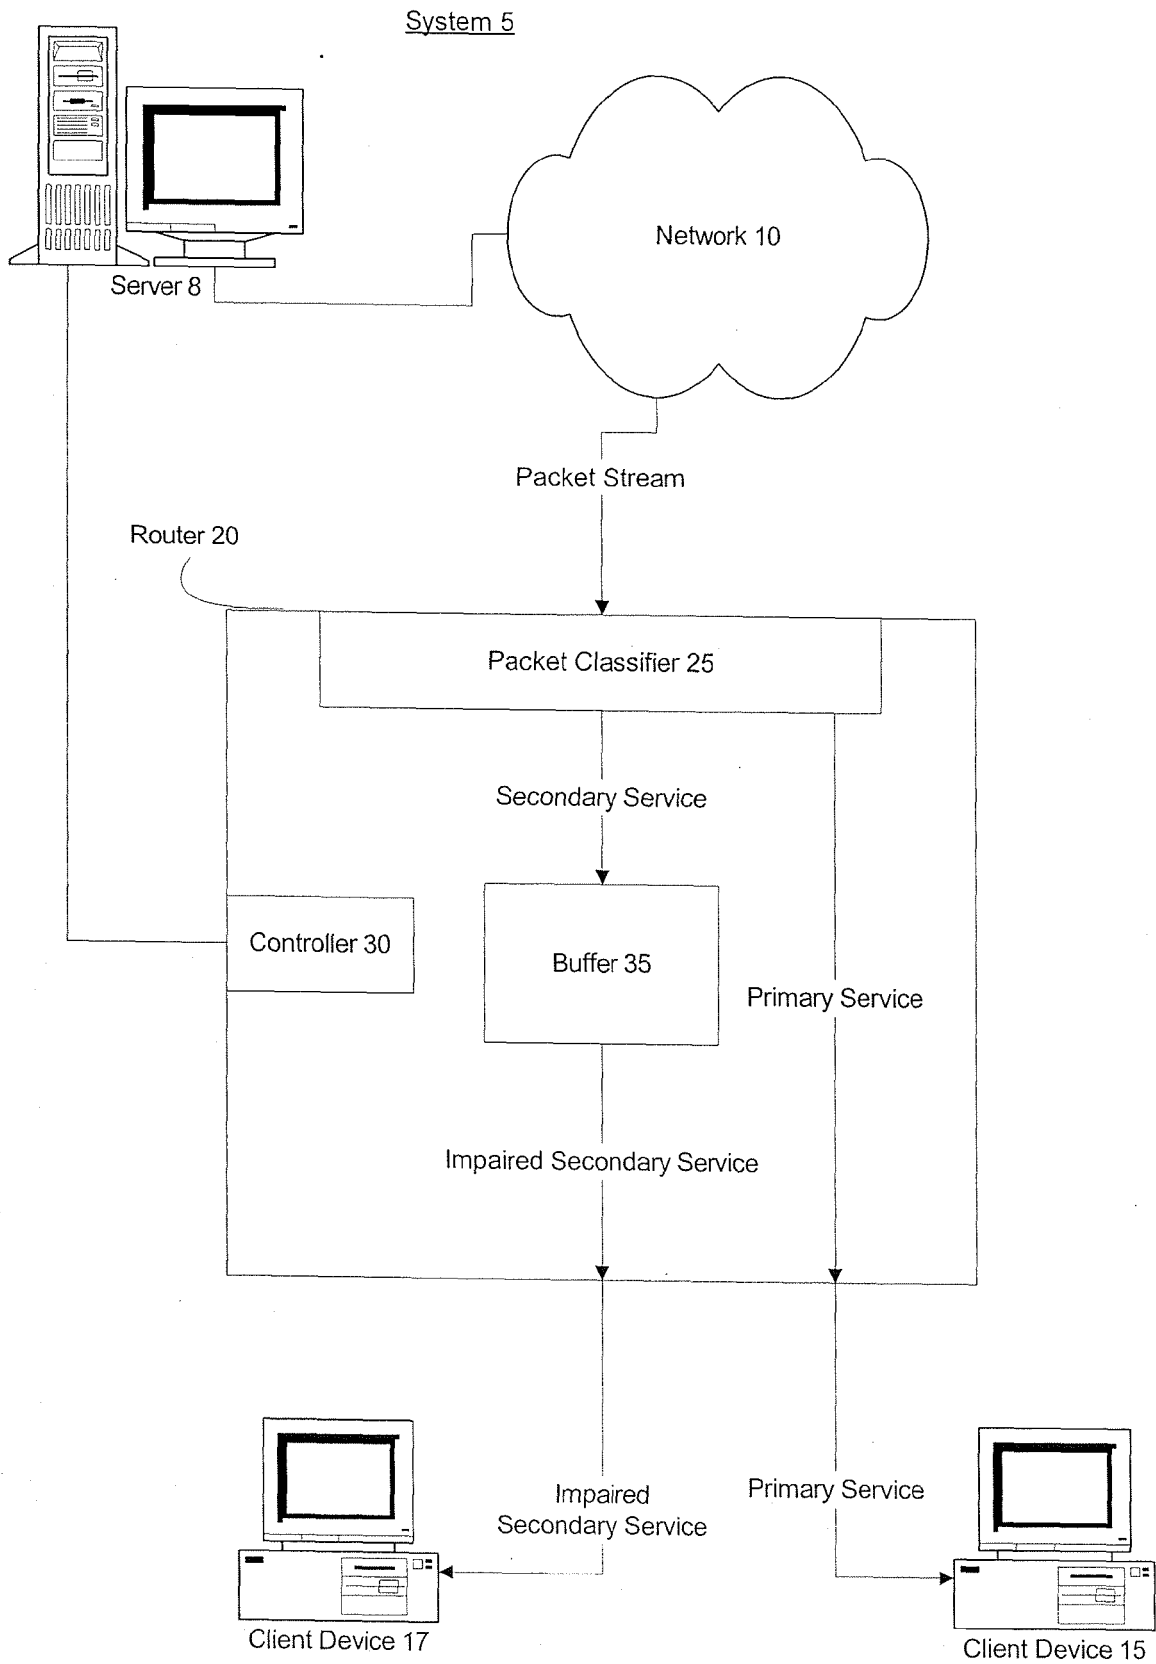 System 5
Server 8
Network 10
Packet Stream
Router 20
Packet Classifier 25
Secondary Service
Controller 30
Buffer 35
Primary Service
Impaired Secondary Service
Impaired
Secondary Service
Primary Service
Client Device 17
Client Device 15